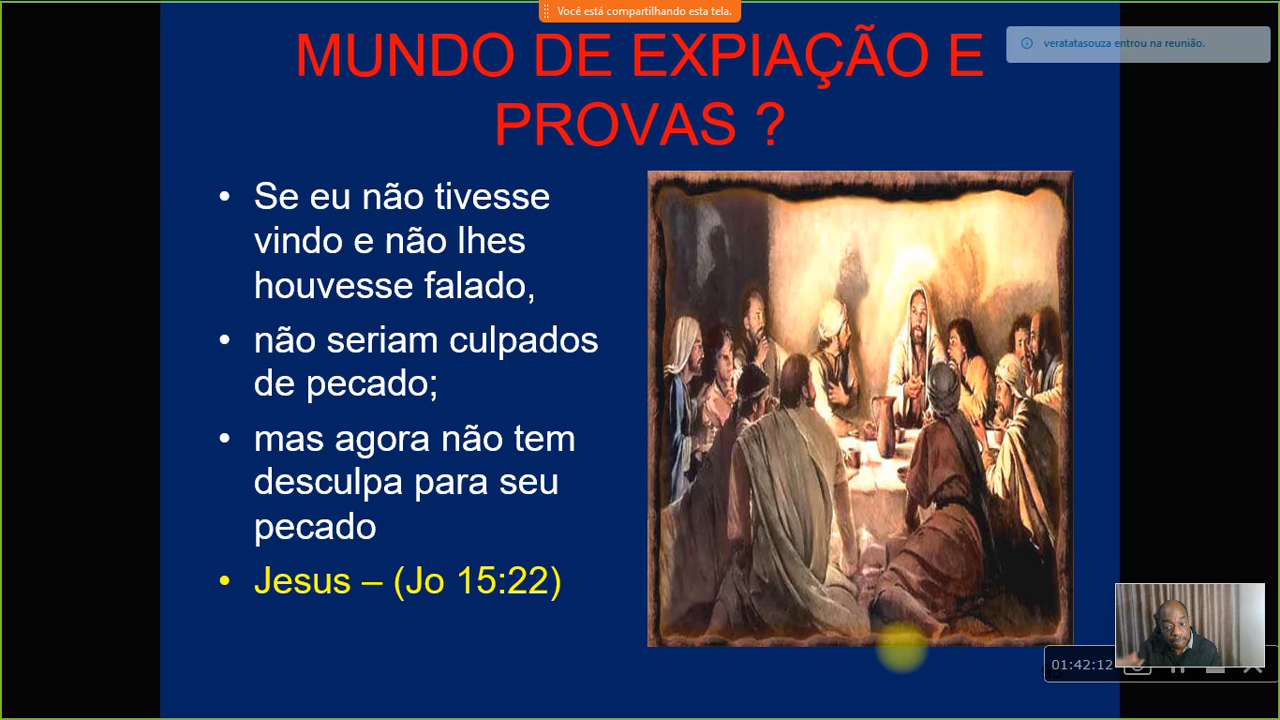 Você está compartilhando esta tela.
MUNDO DE EXPIAÇÃO E
PROVAS ?
veratatasouza entrou na reunião.
• Se eu não tivesse
vindo e não lhes
houvesse falado,
• não seriam culpados
de pecado;
• mas agora não tem
desculpa para seu
pecado
• Jesus – (Jo 15:22)
01:42:12